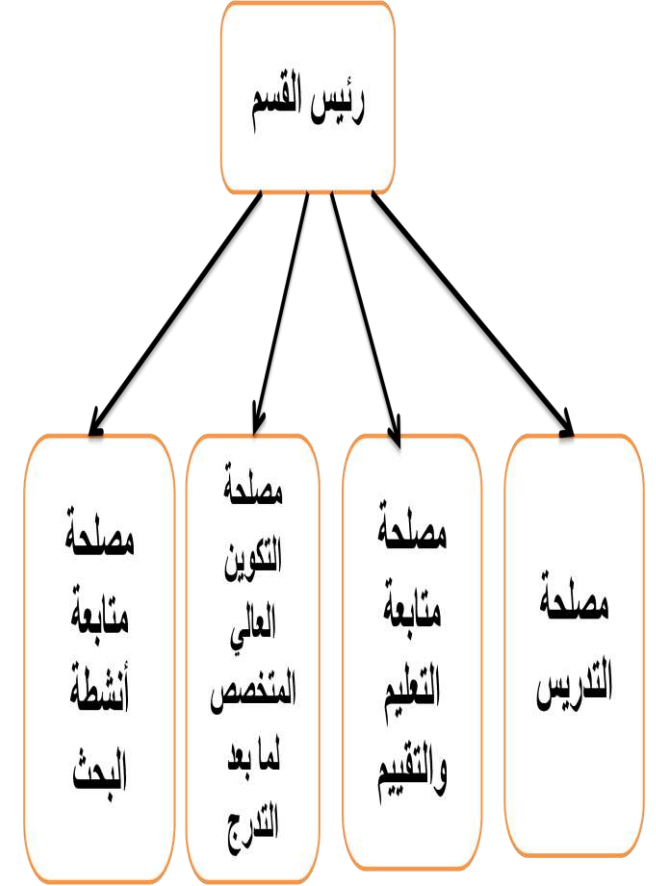 رئيس القسم
مصلحة
التدريس
مصلحة
متابعة
التعليم
والتقييم
مصلحة
التكوين
العالي
المتخصص
لما بعد
التدرج
مصلحة
متابعة
أنشطة
البحث